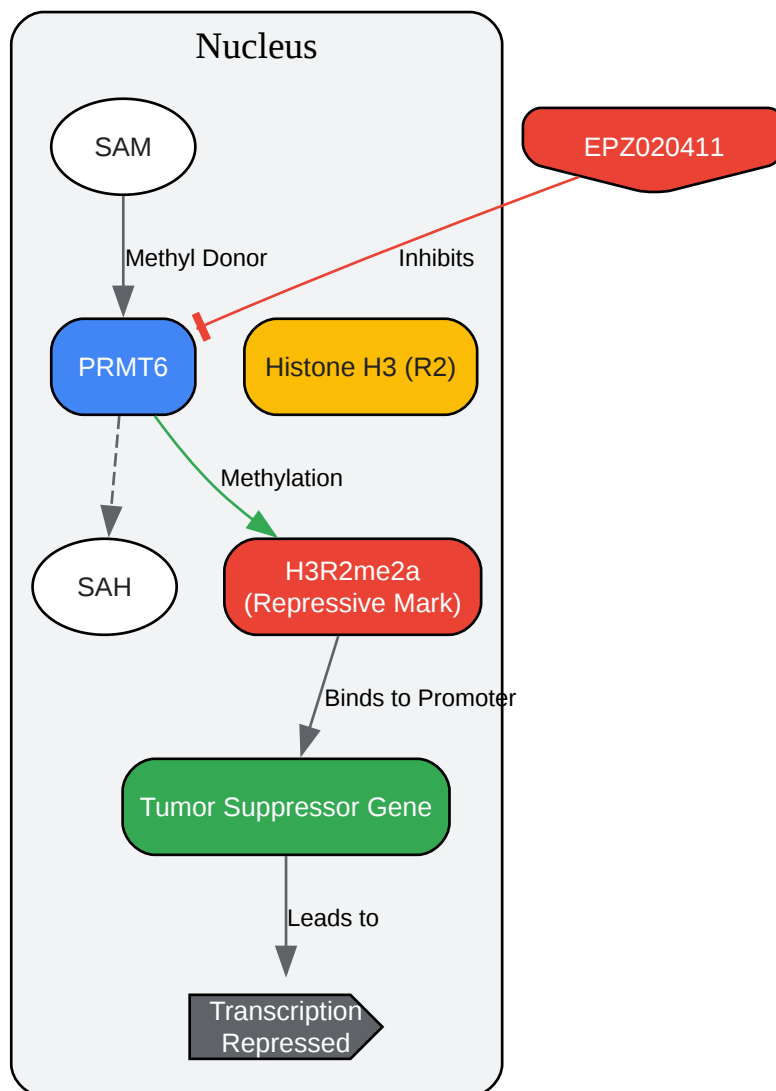 Nucleus
SAM
EPZ020411
Methyl Donor
Inhibits
PRMT6
Histone H3 (R2)
Methylation
SAH
H3R2me2a
(Repressive Mark)
Binds to Promoter
Tumor Suppressor Gene
Leads to
Transcription
Repressed